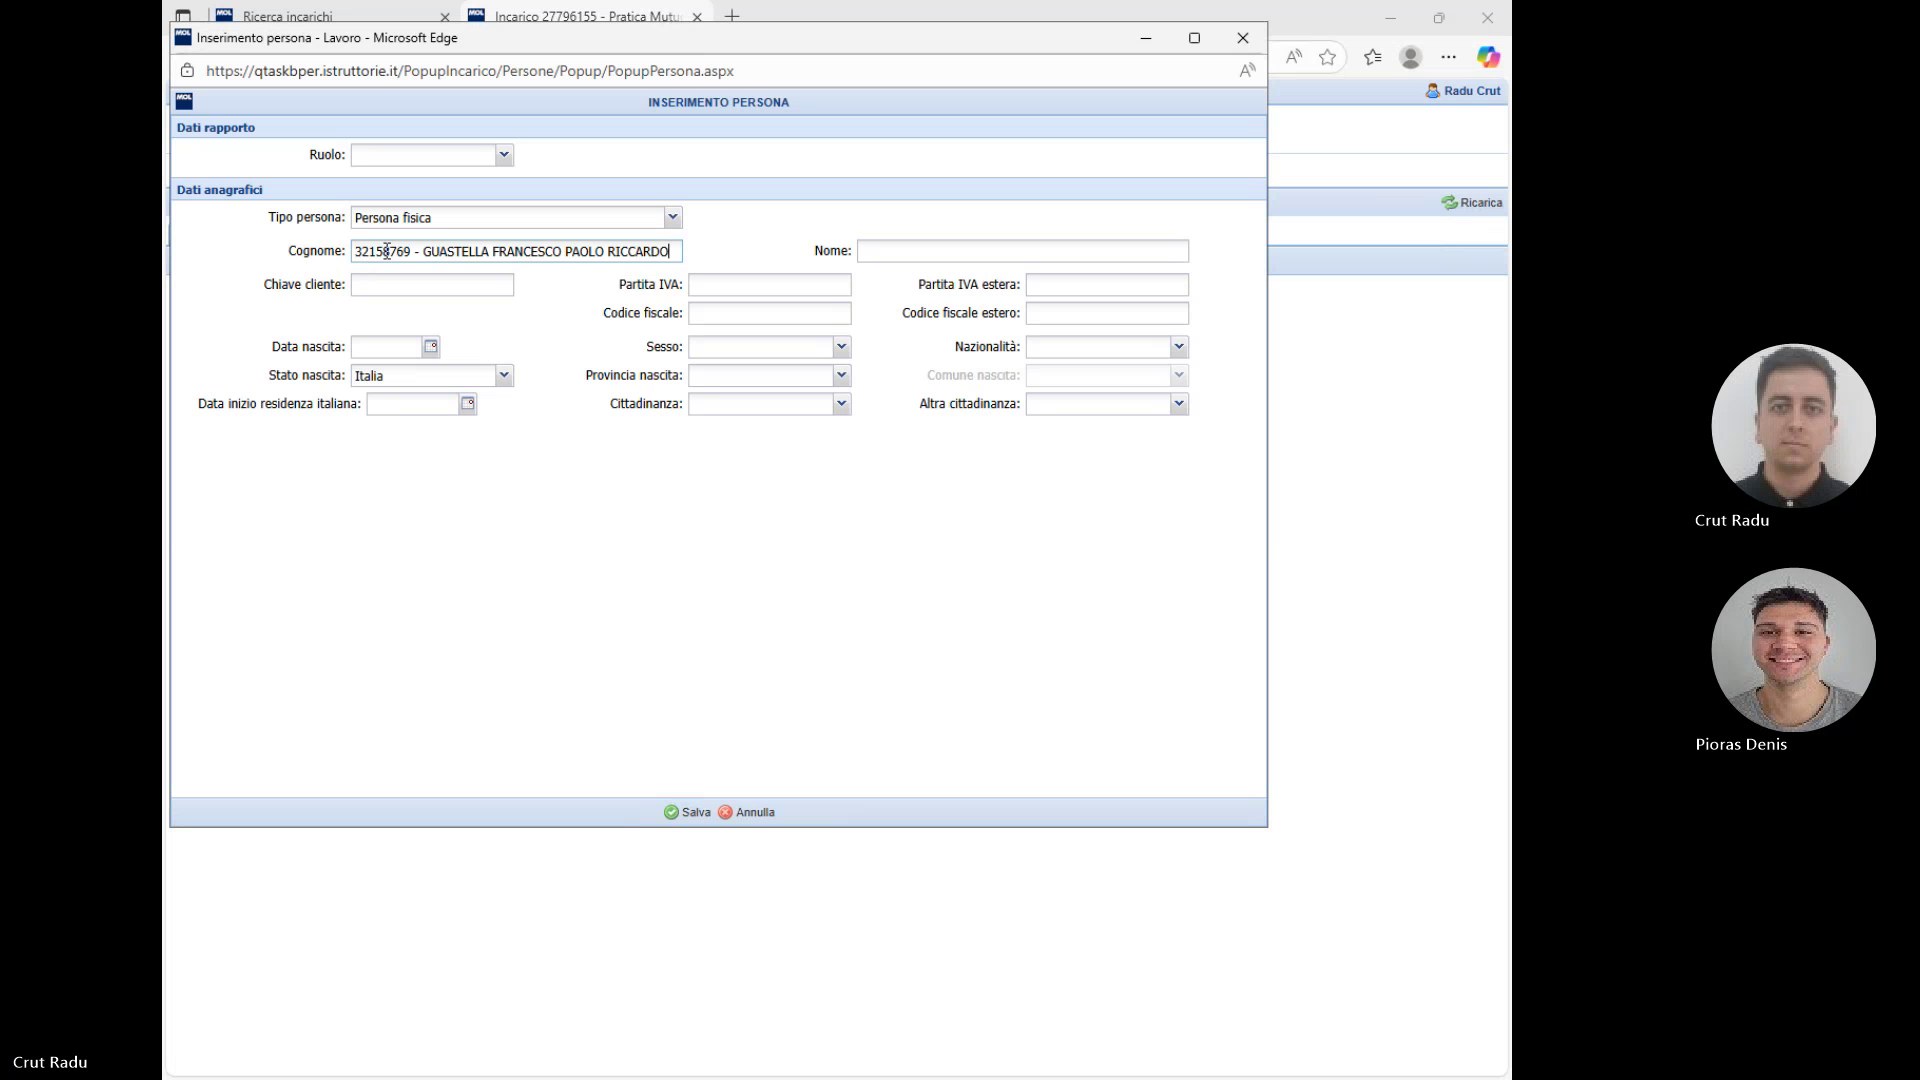 MOL Ricerca incarichi
MOL Incarico 27796155 - Pratica Mutu
MOL Inserimento persona - Lavoro - Microsoft Edge
https://qtaskbper.istruttorie.it/PopupIncarico/Persone/Popup/PopupPersona.aspx
Radu Crut
MOL INSERIMENTO PERSONA
Dati rapporto
Ruolo:
Dati anagrafici
Ricarica
Tipo persona: Persona fisica
Cognome: 32158769 - GUASTELLA FRANCESCO PAOLO RICCARDO Nome:
Chiave cliente: Partita IVA: Partita IVA estera:
Codice fiscale: Codice fiscale estero:
Data nascita: Sesso: Nazionalità:
Stato nascita: Italia Provincia nascita: Comune nascita:
Data inizio residenza italiana: Cittadinanza: Altra cittadinanza:
Salva Annulla
Crut Radu
Pioras Denis
Crut Radu